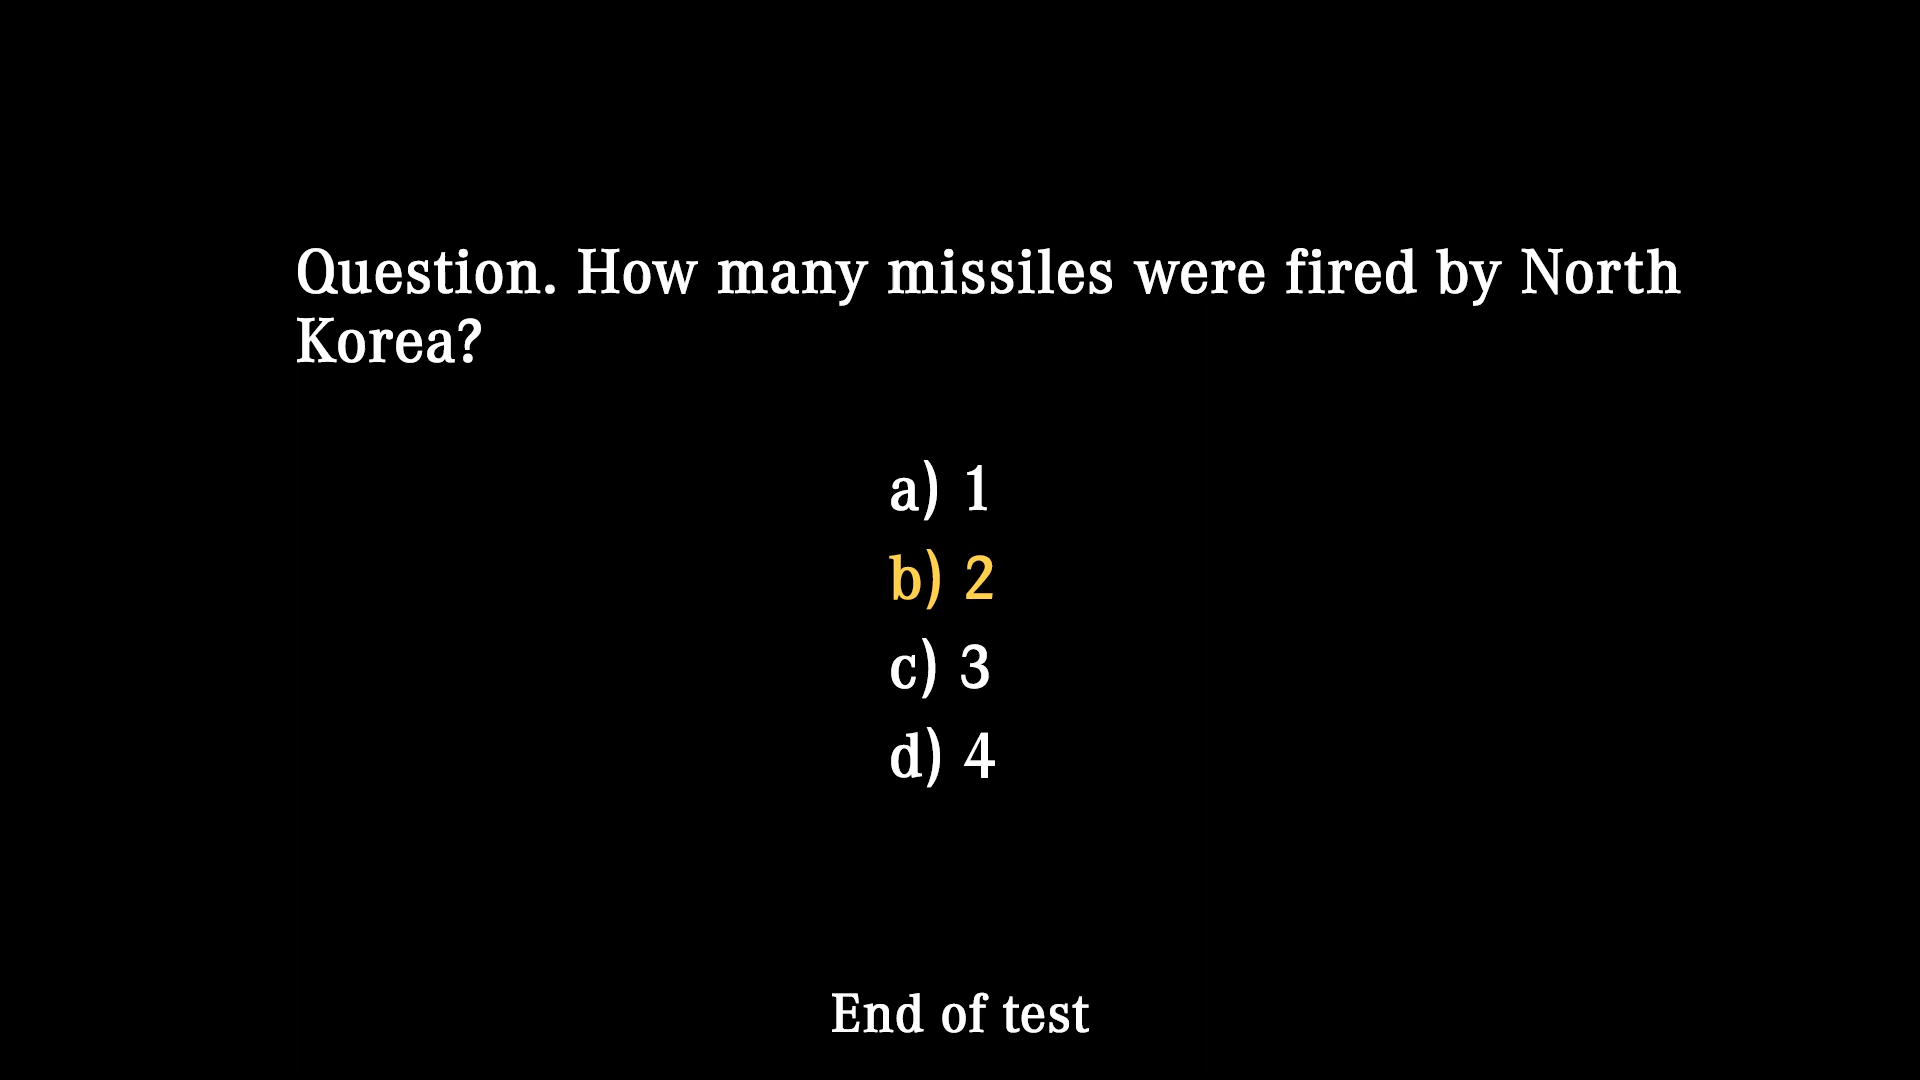 Question. How many missiles were fired by North
Korea?
a) 1
b) 2
c) 3
d) 4
End of test